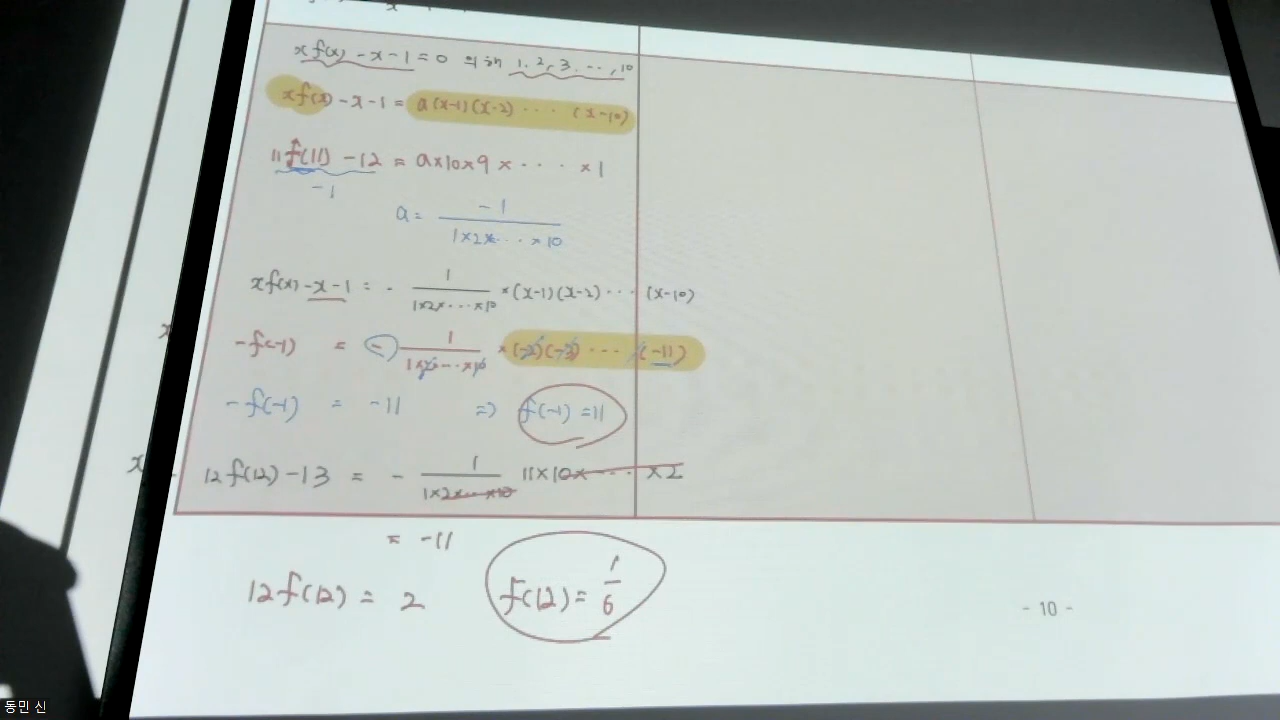 xf(x) - x - 1 = 0 의 해 1, 2, 3, ..., 10
xf(x) - x - 1 = a(x-1)(x-2) ···· (x-10)
11f(11) - 12 = a×10×9 × ···· ×1
-1
a = -1 / 1×2×···×10
xf(x) - x - 1 = - 1 / 1×2×···×10 ×(x-1)(x-2)··· (x-10)
-f(-1) = (-) 1 / 1×2×···×10 × (-2)(-3) ··· (-11)
-f(-1) = -11 => f(-1) = 11
x
12f(12) - 13 = - 1 / 1×2×···×10 11×10×···· ×2
= -11
12f(12) = 2 f(12) = 1/6
- 10 -
동민 신